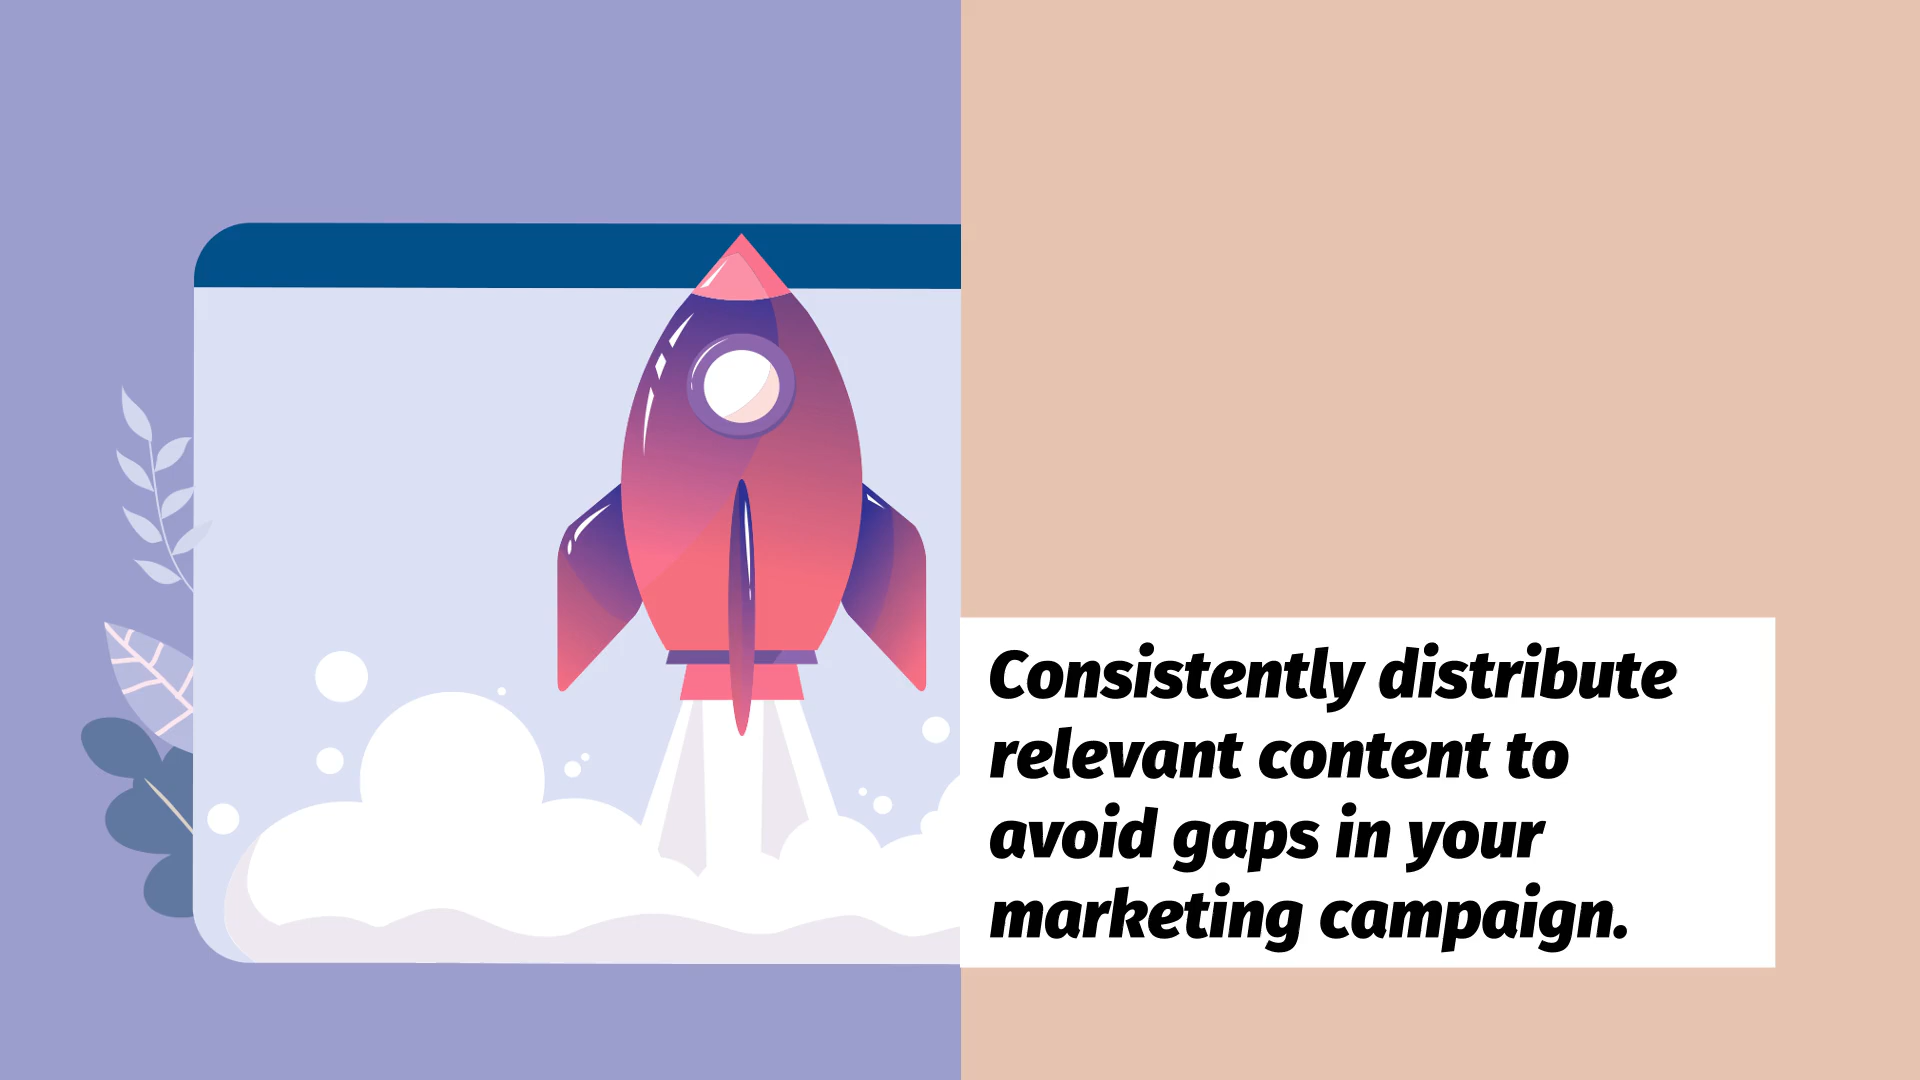 Consistently distribute
relevant content to
avoid gaps in your
marketing campaign.